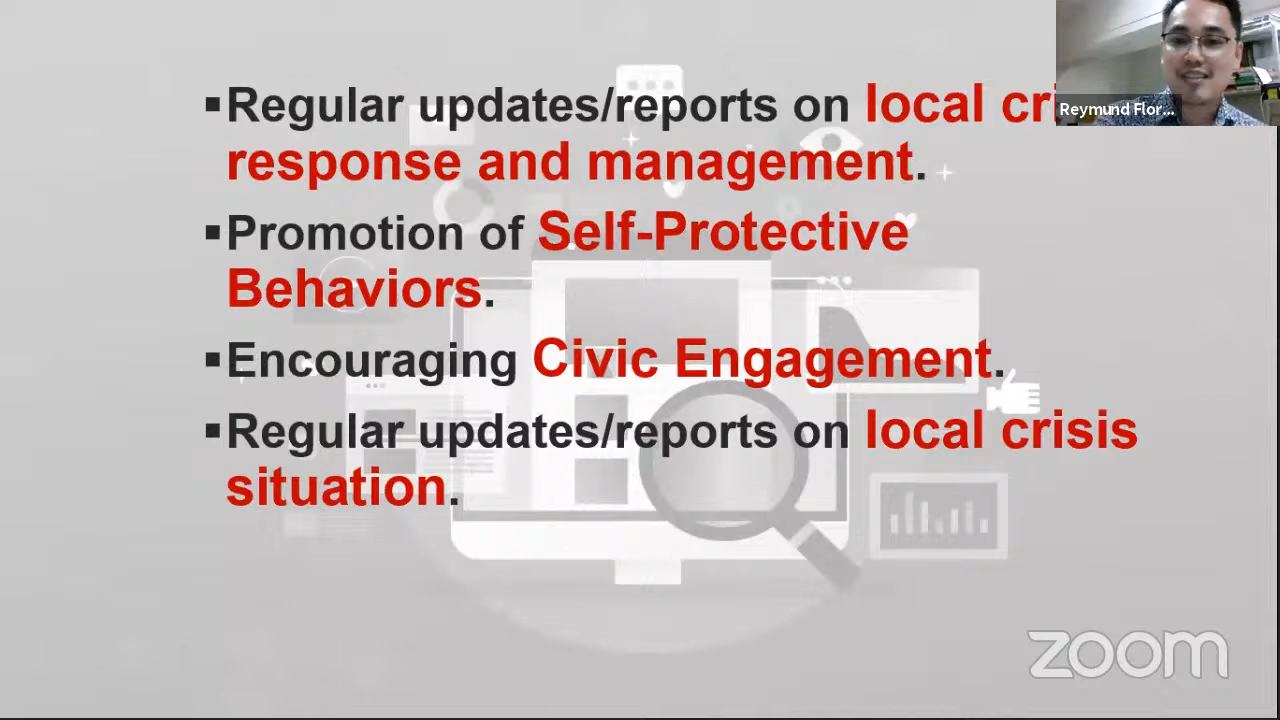 ▪Regular updates/reports on local
response and management.
▪Promotion of Self-Protective
Behaviors.
▪Encouraging Civic Engagement.
▪Regular updates/reports on local crisis
situation.
Reymund Flor...
zoom